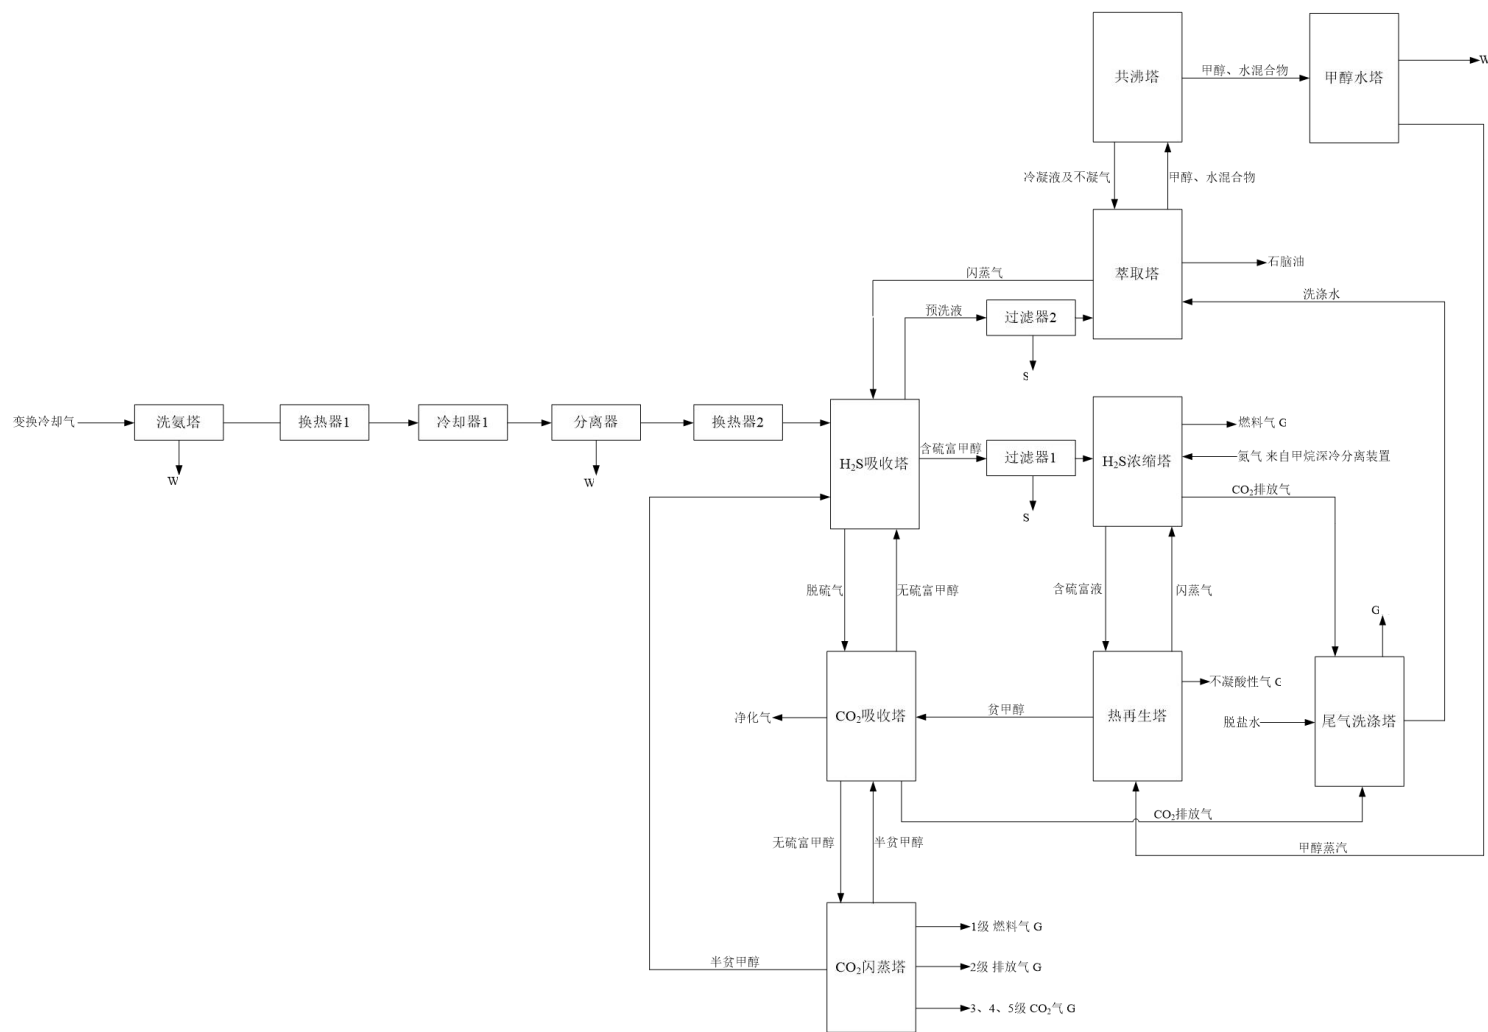 共沸塔
甲醇、水混合物
甲醇水塔
W
冷凝液及不凝气
甲醇、水混合物
萃取塔
石脑油
闪蒸气
洗涤水
预洗液
过滤器2
S
变换冷却气
洗氨塔
换热器1
冷却器1
分离器
换热器2
W
W
H₂S吸收塔
含硫富甲醇
过滤器1
S
H₂S浓缩塔
燃料气 G
氮气 来自甲烷深冷分离装置
CO₂排放气
脱硫气
无硫富甲醇
含硫富液
闪蒸气
G
净化气
CO₂吸收塔
贫甲醇
热再生塔
不凝酸性气 G
脱盐水
尾气洗涤塔
CO₂排放气
无硫富甲醇
半贫甲醇
甲醇蒸汽
半贫甲醇
CO₂闪蒸塔
1级 燃料气 G
2级 排放气 G
3、4、5级 CO₂气 G